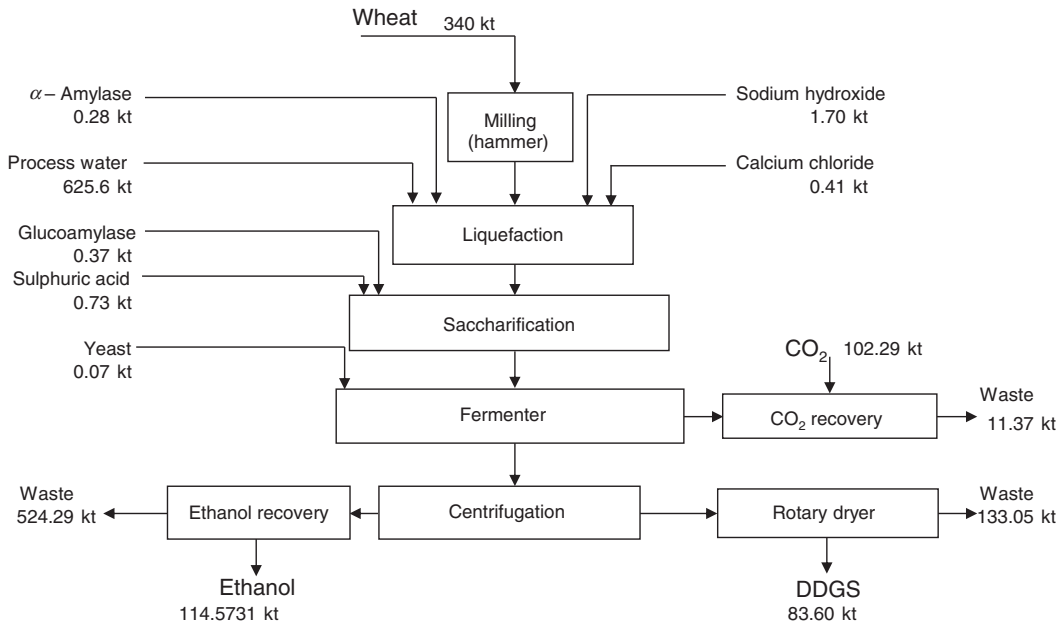 Wheat
340 kt
α – Amylase
0.28 kt
Milling
(hammer)
Sodium hydroxide
1.70 kt
Process water
625.6 kt
Calcium chloride
0.41 kt
Glucoamylase
0.37 kt
Liquefaction
Sulphuric acid
0.73 kt
Saccharification
Yeast
0.07 kt
CO2 102.29 kt
Fermenter
CO2 recovery
Waste
11.37 kt
Waste
524.29 kt
Ethanol recovery
Centrifugation
Rotary dryer
Waste
133.05 kt
Ethanol
114.5731 kt
DDGS
83.60 kt